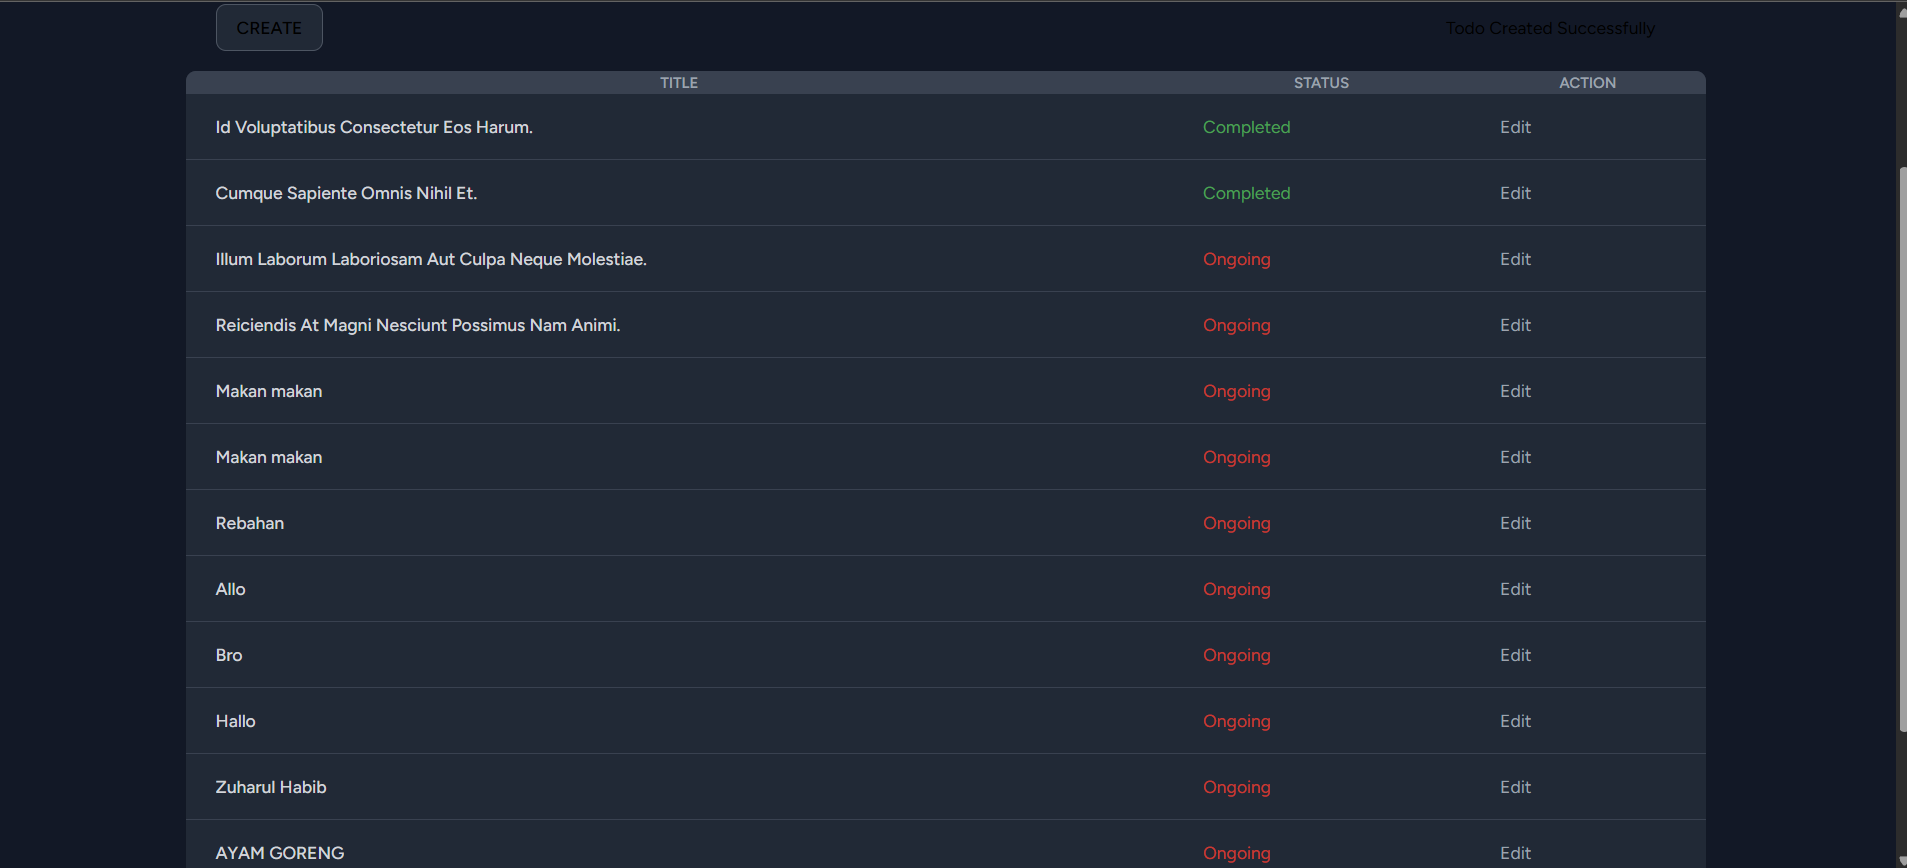 CREATE Todo Created Successfully
TITLE STATUS ACTION
Id Voluptatibus Consectetur Eos Harum. Completed Edit
Cumque Sapiente Omnis Nihil Et. Completed Edit
Illum Laborum Laboriosam Aut Culpa Neque Molestiae. Ongoing Edit
Reiciendis At Magni Nesciunt Possimus Nam Animi. Ongoing Edit
Makan makan Ongoing Edit
Makan makan Ongoing Edit
Rebahan Ongoing Edit
Allo Ongoing Edit
Bro Ongoing Edit
Hallo Ongoing Edit
Zuharul Habib Ongoing Edit
AYAM GORENG Ongoing Edit